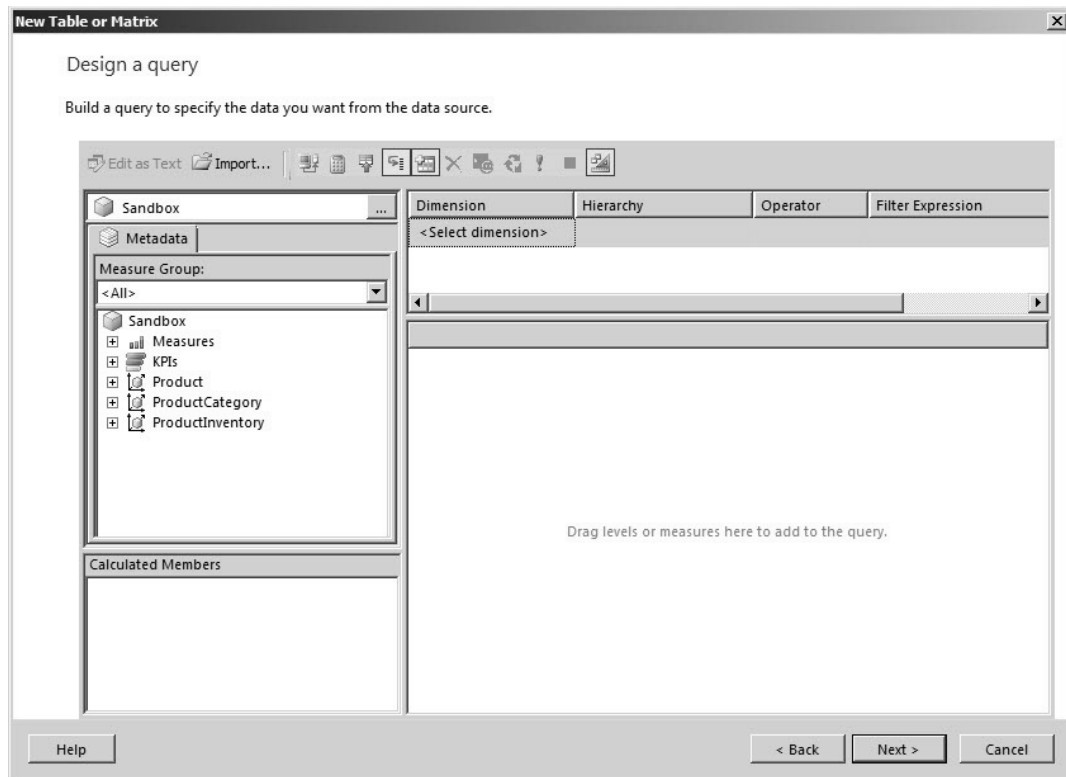 New Table or Matrix
Design a query
Build a query to specify the data you want from the data source.
Edit as Text Import...
Sandbox ...
Metadata
Measure Group:
<All>
Sandbox
Measures
KPIs
Product
ProductCategory
ProductInventory
Calculated Members
Dimension Hierarchy Operator Filter Expression
<Select dimension>
Drag levels or measures here to add to the query.
Help < Back Next > Cancel